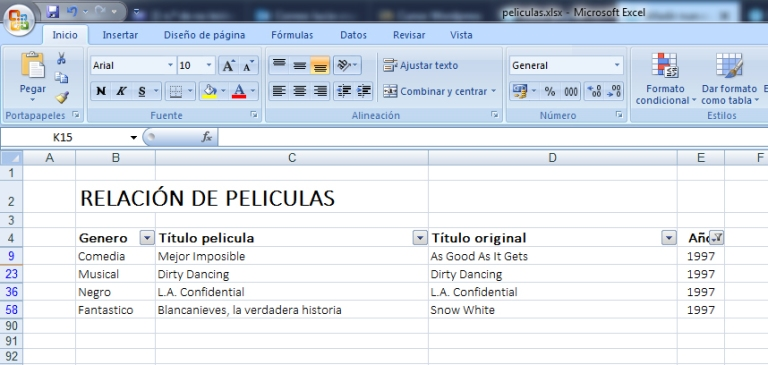 peliculas.xlsx - Microsoft Excel
Inicio Insertar Diseño de página Fórmulas Datos Revisar Vista
Arial 10 A A Ajustar texto General
Pegar N K S A Combinar y centrar % 000 Formato condicional Dar formato como tabla E
Portapapeles Fuente Alineación Número Estilos
K15 fx
A B C D E F
1
2 RELACIÓN DE PELICULAS
3
4 Genero Título pelicula Título original Año
9 Comedia Mejor Imposible As Good As It Gets 1997
23 Musical Dirty Dancing Dirty Dancing 1997
36 Negro L.A. Confidential L.A. Confidential 1997
58 Fantastico Blancanieves, la verdadera historia Snow White 1997
90
91
92